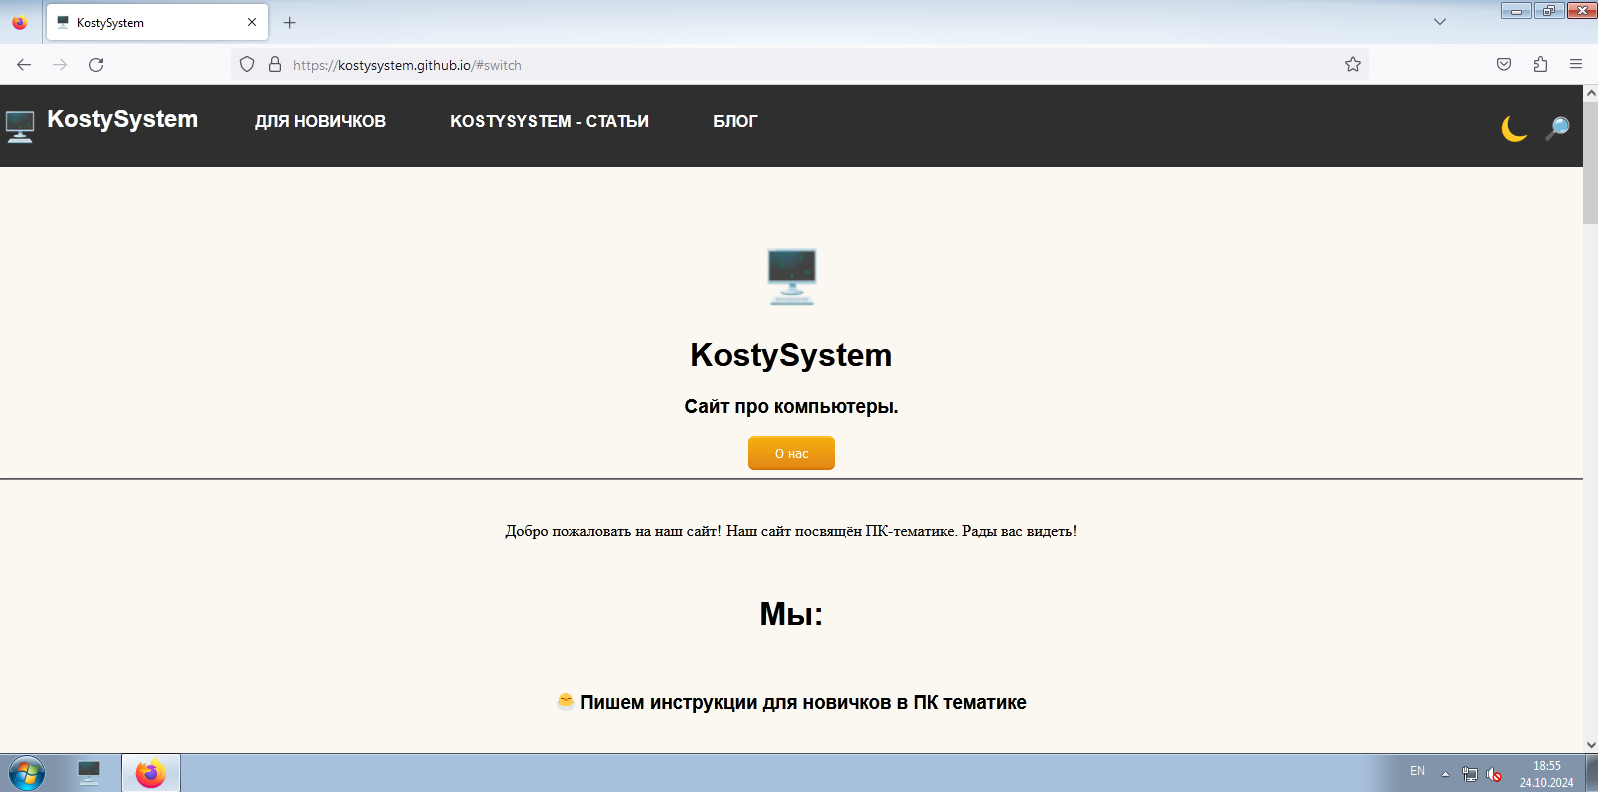 KostySystem
https://kostysystem.github.io/#switch
KostySystem
ДЛЯ НОВИЧКОВ
KOSTYSYSTEM - СТАТЬИ
БЛОГ
KostySystem
Сайт про компьютеры.
О нас
Добро пожаловать на наш сайт! Наш сайт посвящён ПК-тематике. Рады вас видеть!
Мы:
Пишем инструкции для новичков в ПК тематике
EN
18:55
24.10.2024